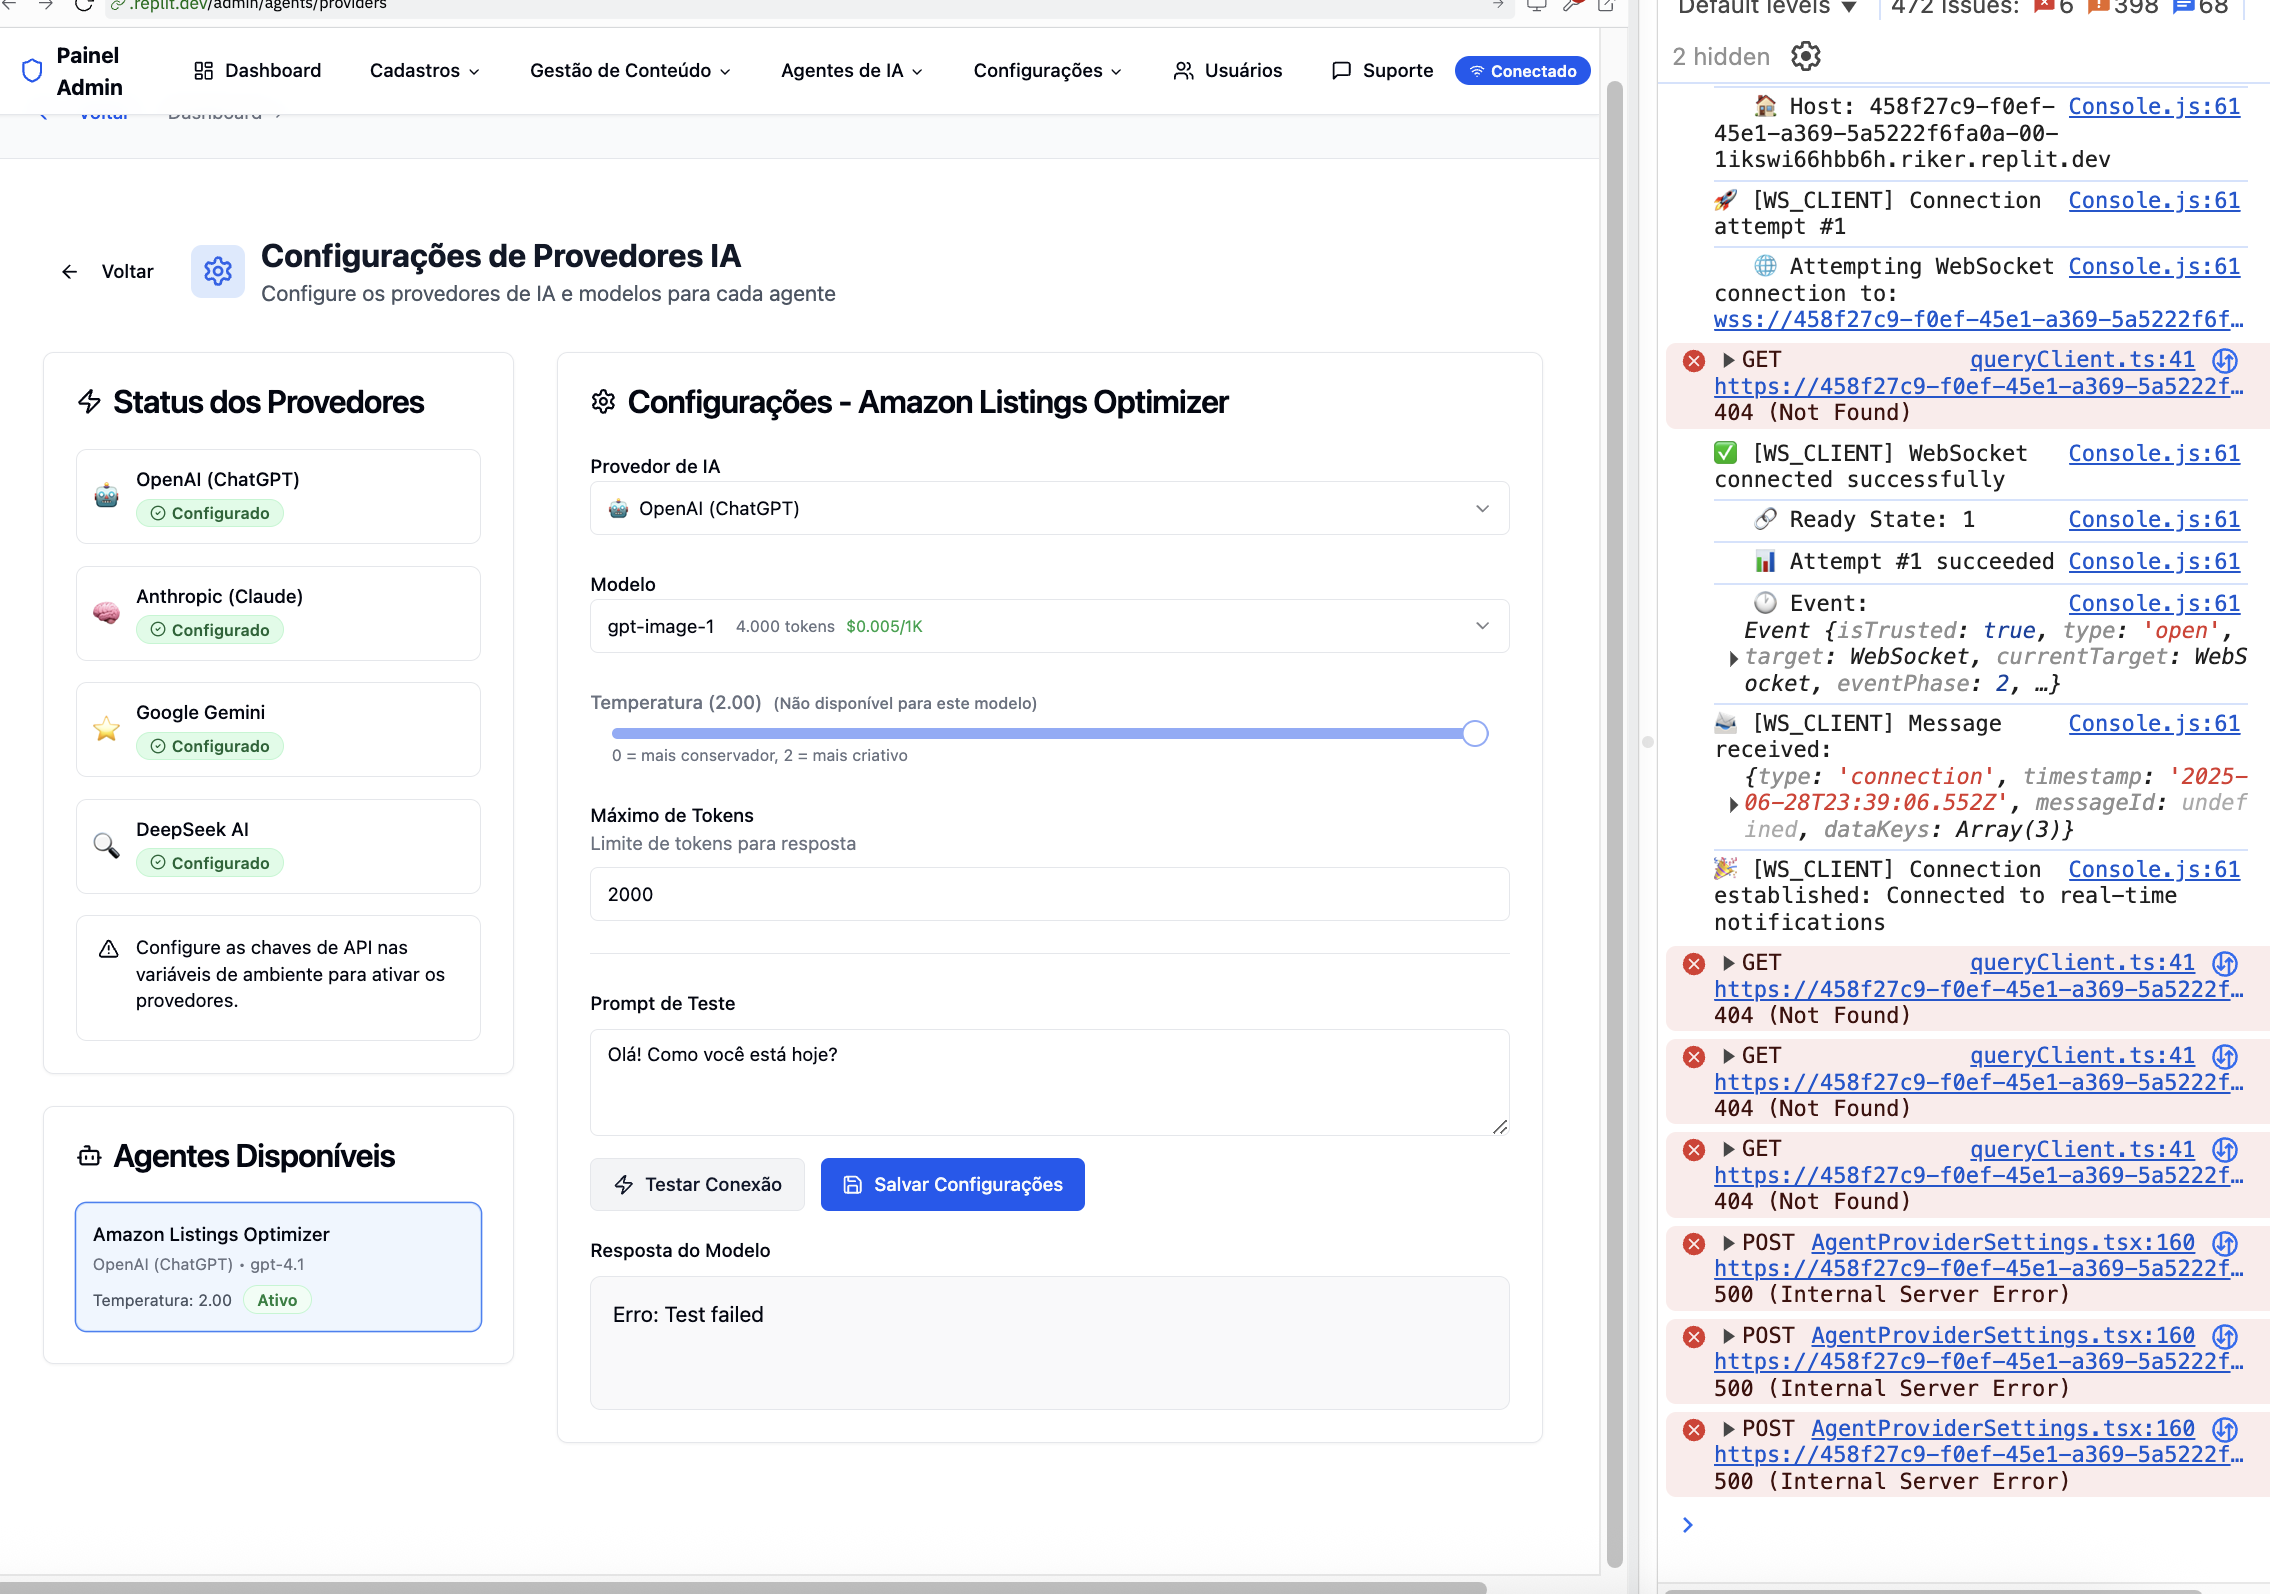 .replit.dev/admin/agents/providers
Painel Admin
Dashboard
Cadastros
Gestão de Conteúdo
Agentes de IA
Configurações
Usuários
Suporte
Conectado
Voltar
Dashboard
Voltar
Configurações de Provedores IA
Configure os provedores de IA e modelos para cada agente
Status dos Provedores
OpenAI (ChatGPT)
Configurado
Anthropic (Claude)
Configurado
Google Gemini
Configurado
DeepSeek AI
Configurado
Configure as chaves de API nas
variáveis de ambiente para ativar os
provedores.
Agentes Disponíveis
Amazon Listings Optimizer
OpenAI (ChatGPT) • gpt-4.1
Temperatura: 2.00 Ativo
Configurações - Amazon Listings Optimizer
Provedor de IA
OpenAI (ChatGPT)
Modelo
gpt-image-1 4.000 tokens $0.005/1K
Temperatura (2.00) (Não disponível para este modelo)
0 = mais conservador, 2 = mais criativo
Máximo de Tokens
Limite de tokens para resposta
2000
Prompt de Teste
Olá! Como você está hoje?
Testar Conexão
Salvar Configurações
Resposta do Modelo
Erro: Test failed
Default levels ▼ 472 Issues: 6 398 68
2 hidden
🏠 Host: 458f27c9-f0ef- Console.js:61
45e1-a369-5a5222f6fa0a-00-
1ikswi66hbb6h.riker.replit.dev
🚀 [WS_CLIENT] Connection Console.js:61
attempt #1
🌐 Attempting WebSocket Console.js:61
connection to:
wss://458f27c9-f0ef-45e1-a369-5a5222f6f…
GET queryClient.ts:41
https://458f27c9-f0ef-45e1-a369-5a5222f…
404 (Not Found)
✅ [WS_CLIENT] WebSocket Console.js:61
connected successfully
🔗 Ready State: 1 Console.js:61
📊 Attempt #1 succeeded Console.js:61
🕐 Event: Console.js:61
Event {isTrusted: true, type: 'open',
target: WebSocket, currentTarget: WebS
ocket, eventPhase: 2, …}
📨 [WS_CLIENT] Message Console.js:61
received:
{type: 'connection', timestamp: '2025-
06-28T23:39:06.552Z', messageId: undef
ined, dataKeys: Array(3)}
🎉 [WS_CLIENT] Connection Console.js:61
established: Connected to real-time
notifications
GET queryClient.ts:41
https://458f27c9-f0ef-45e1-a369-5a5222f…
404 (Not Found)
GET queryClient.ts:41
https://458f27c9-f0ef-45e1-a369-5a5222f…
404 (Not Found)
GET queryClient.ts:41
https://458f27c9-f0ef-45e1-a369-5a5222f…
404 (Not Found)
POST AgentProviderSettings.tsx:160
https://458f27c9-f0ef-45e1-a369-5a5222f…
500 (Internal Server Error)
POST AgentProviderSettings.tsx:160
https://458f27c9-f0ef-45e1-a369-5a5222f…
500 (Internal Server Error)
POST AgentProviderSettings.tsx:160
https://458f27c9-f0ef-45e1-a369-5a5222f…
500 (Internal Server Error)